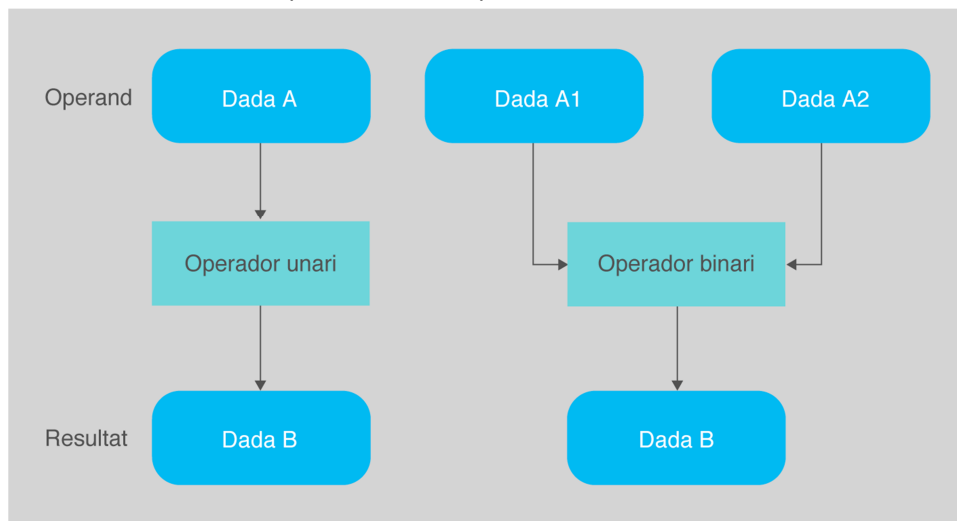 Operand
Dada A
Dada A1
Dada A2
Operador unari
Operador binari
Resultat
Dada B
Dada B